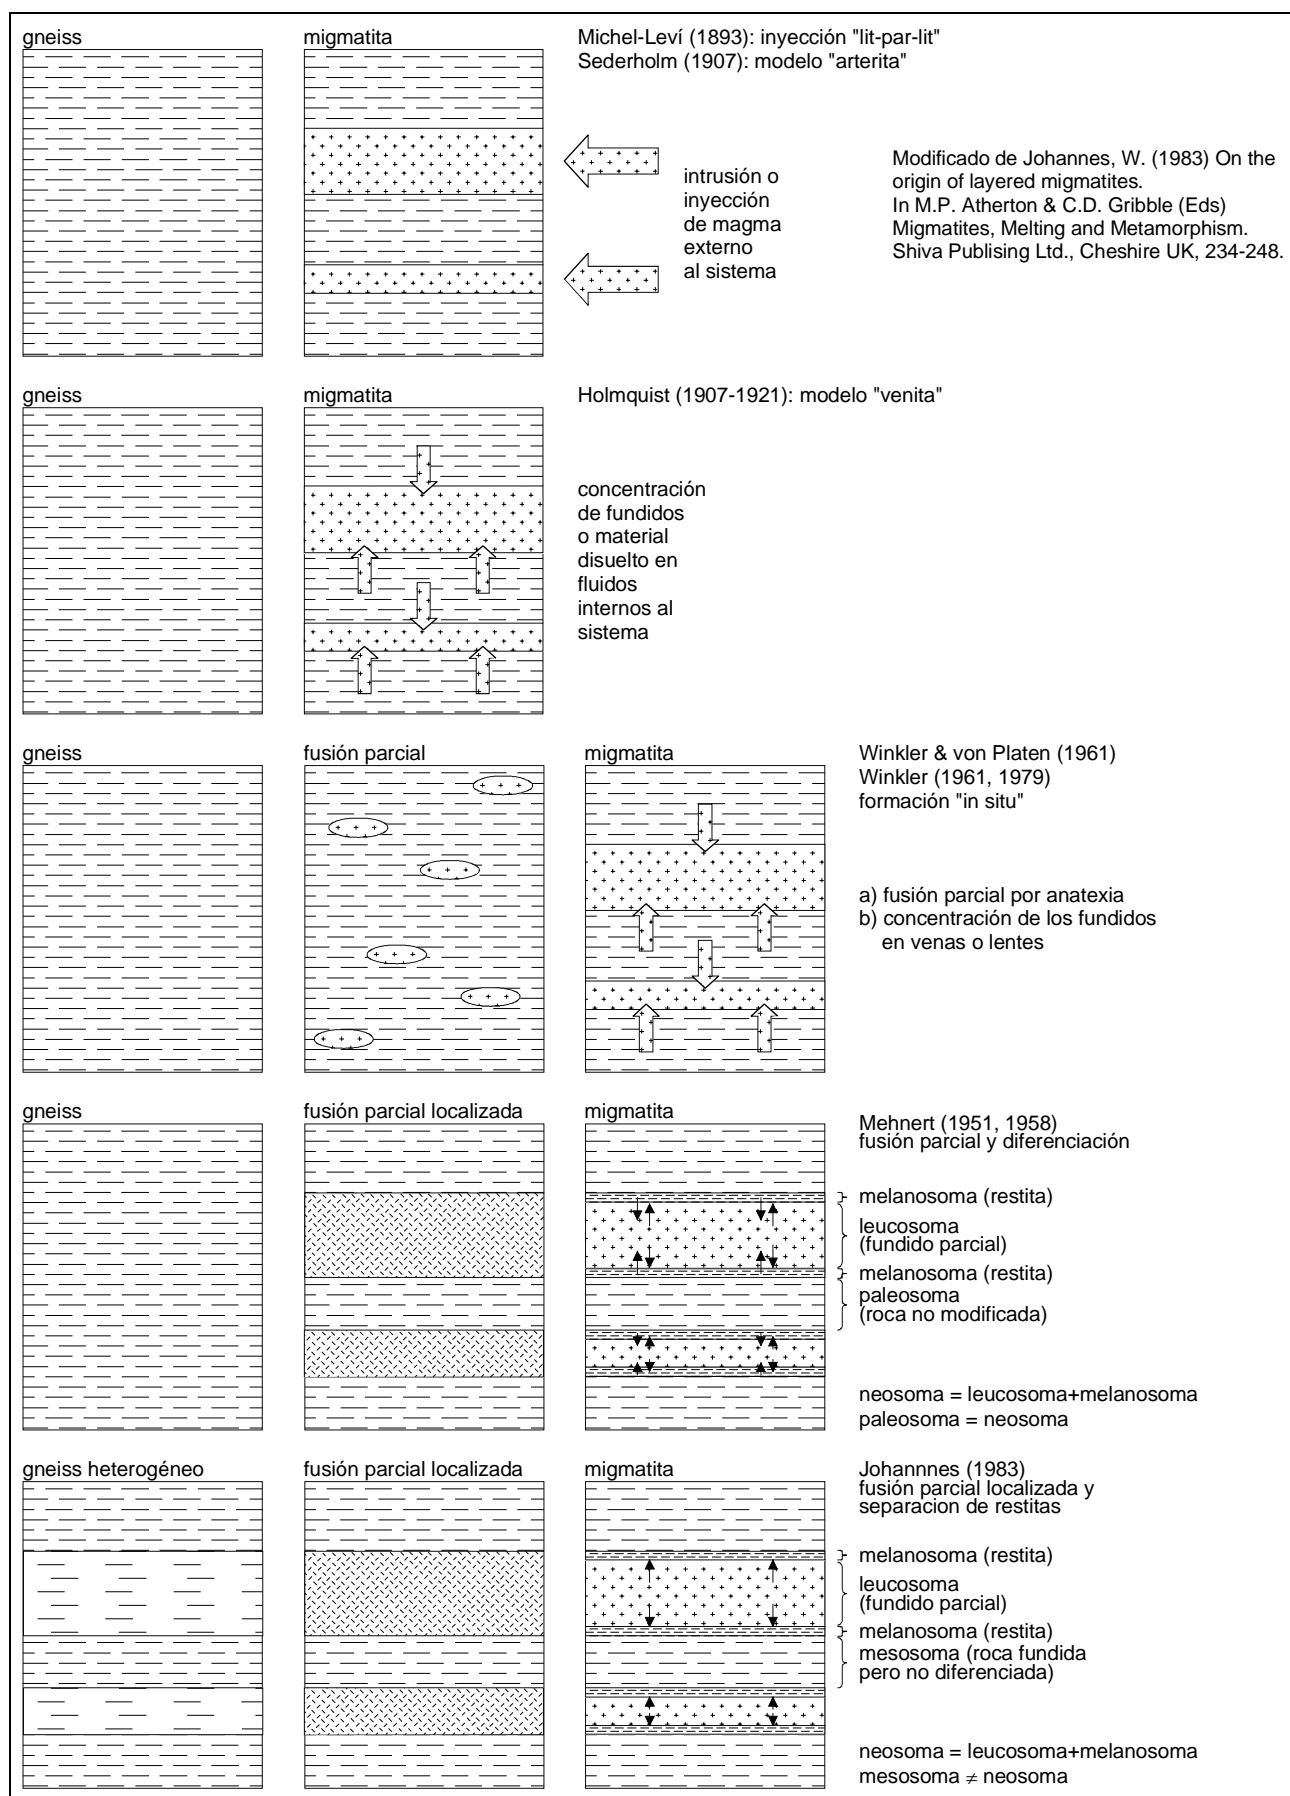 gneiss
migmatita
Michel-Leví (1893): inyección "lit-par-lit"
Sederholm (1907): modelo "arterita"
intrusión o
inyección
de magma
externo
al sistema
Modificado de Johannes, W. (1983) On the
origin of layered migmatites.
In M.P. Atherton & C.D. Gribble (Eds)
Migmatites, Melting and Metamorphism.
Shiva Publising Ltd., Cheshire UK, 234-248.
gneiss
migmatita
Holmquist (1907-1921): modelo "venita"
concentración
de fundidos
o material
disuelto en
fluidos
internos al
sistema
gneiss
fusión parcial
migmatita
Winkler & von Platen (1961)
Winkler (1961, 1979)
formación "in situ"
a) fusión parcial por anatexia
b) concentración de los fundidos
en venas o lentes
gneiss
fusión parcial localizada
migmatita
Mehnert (1951, 1958)
fusión parcial y diferenciación
melanosoma (restita)
leucosoma
(fundido parcial)
melanosoma (restita)
paleosoma
(roca no modificada)
neosoma = leucosoma+melanosoma
paleosoma = neosoma
gneiss heterogéneo
fusión parcial localizada
migmatita
Johannnes (1983)
fusión parcial localizada y
separacion de restitas
melanosoma (restita)
leucosoma
(fundido parcial)
melanosoma (restita)
mesosoma (roca fundida
pero no diferenciada)
neosoma = leucosoma+melanosoma
mesosoma ≠ neosoma